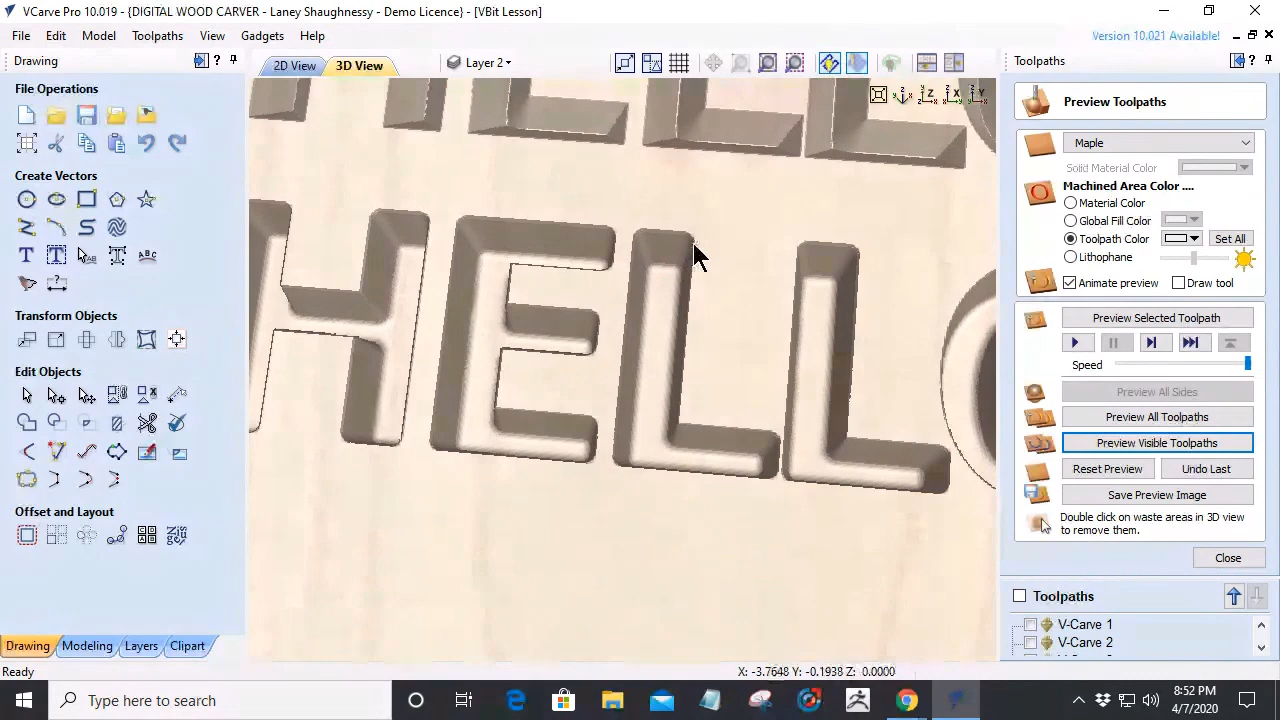 VCarve Pro 10.019 - {DIGITAL WOOD CARVER - Laney Shaughnessy - Demo Licence} - [VBit Lesson]
File Edit Model Toolpaths View Gadgets Help
Version 10.021 Available!
Drawing
2D View
3D View
Layer 2
Toolpaths
File Operations
Create Vectors
Transform Objects
Edit Objects
Offset and Layout
Drawing Modeling Layers Clipart
HELLO
Preview Toolpaths
Maple
Solid Material Color
Machined Area Color ....
Material Color
Global Fill Color
Toolpath Color
Set All
Lithophane
Animate preview
Draw tool
Preview Selected Toolpath
Speed
Preview All Sides
Preview All Toolpaths
Preview Visible Toolpaths
Reset Preview
Undo Last
Save Preview Image
Double click on waste areas in 3D view
to remove them.
Close
Toolpaths
V-Carve 1
V-Carve 2
Ready
X: -3.7648 Y: -0.1938 Z: 0.0000
Type here to search
8:52 PM
4/7/2020